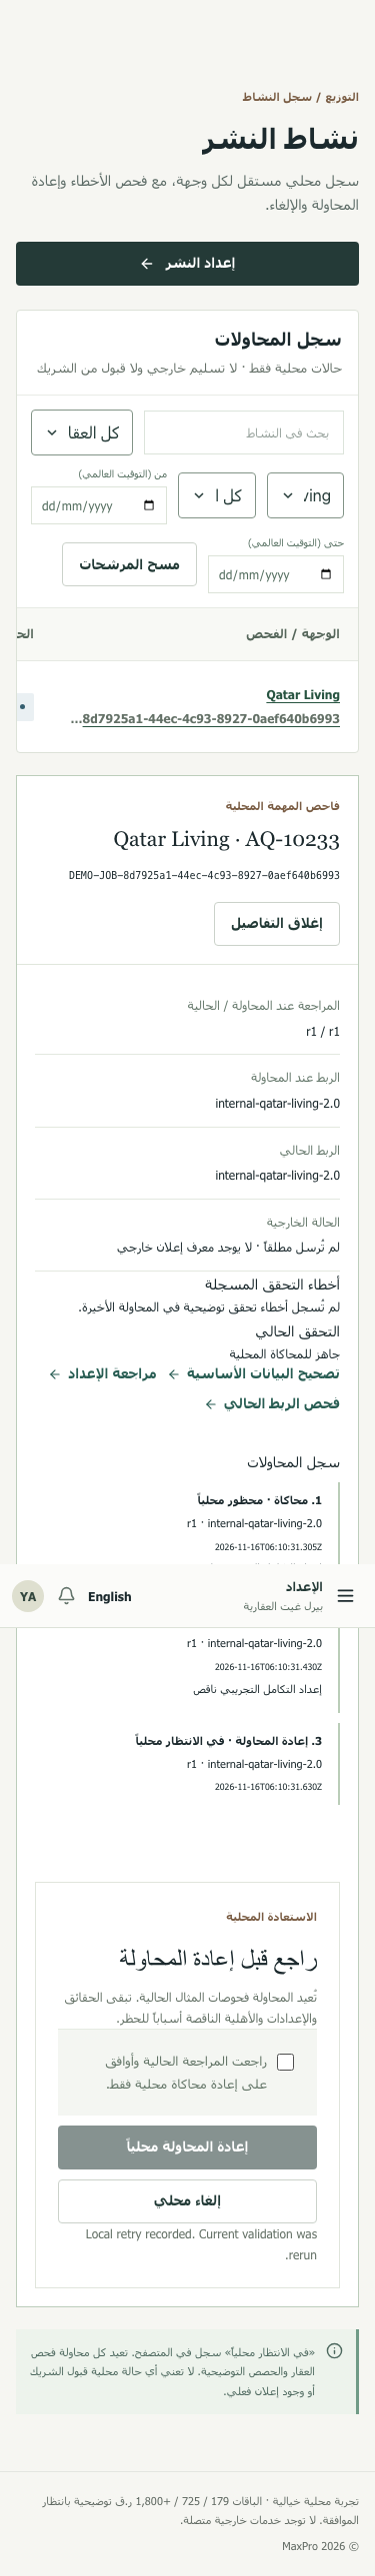 التوزيع / سجل النشاط
نشاط النشر
سجل محلي مستقل لكل وجهة، مع فحص الأخطاء وإعادة
المحاولة والإلغاء.
إعداد النشر ←
سجل المحاولات
حالات محلية فقط · لا تسليم خارجي ولا قبول من الشريك
بحث في النشاط
كل العقا
ving
كل ا
من (التوقيت العالمي)
dd/mm/yyyy
حتى (التوقيت العالمي)
dd/mm/yyyy
مسح المرشحات
الوجهة / الفحص
الح
Qatar Living
8d7925a1-44ec-4c93-8927-0aef640b6993...
فاحص المهمة المحلية
Qatar Living · AQ-10233
DEMO-JOB-8d7925a1-44ec-4c93-8927-0aef640b6993
إغلاق التفاصيل
المراجعة عند المحاولة / الحالية
r1 / r1
الربط عند المحاولة
internal-qatar-living-2.0
الربط الحالي
internal-qatar-living-2.0
الحالة الخارجية
لم تُرسل مطلقاً · لا يوجد معرف إعلان خارجي
أخطاء التحقق المسجلة
لم تُسجل أخطاء تحقق توضيحية في المحاولة الأخيرة.
التحقق الحالي
جاهز للمحاكاة المحلية
تصحيح البيانات الأساسية ← مراجعة الإعداد ←
فحص الربط الحالي ←
سجل المحاولات
1. محاكاة · محظور محلياً
r1 · internal-qatar-living-2.0
2026-11-16T06:10:31.305Z
الإعداد
بيرل غيت العقارية
English
YA
r1 · internal-qatar-living-2.0
2026-11-16T06:10:31.430Z
إعداد التكامل التجريبي ناقص
3. إعادة المحاولة · في الانتظار محلياً
r1 · internal-qatar-living-2.0
2026-11-16T06:10:31.630Z
الاستعادة المحلية
راجع قبل إعادة المحاولة
تُعيد المحاولة فحوصات المثال الحالية. تبقى الحقائق
والإعدادات والأهلية الناقصة أسباباً للحظر.
راجعت المراجعة الحالية وأوافق
على إعادة محاكاة محلية فقط.
إعادة المحاولة محلياً
إلغاء محلي
Local retry recorded. Current validation was
rerun.
«في الانتظار محلياً» سجل في المتصفح. تعيد كل محاولة فحص
العقار والحصص التوضيحية. لا تعني أي حالة محلية قبول الشريك
أو وجود إعلان فعلي.
تجربة محلية خيالية · الباقات 179 / 725 / +1,800 ر.ق توضيحية بانتظار
الموافقة. لا توجد خدمات خارجية متصلة.
© 2026 MaxPro